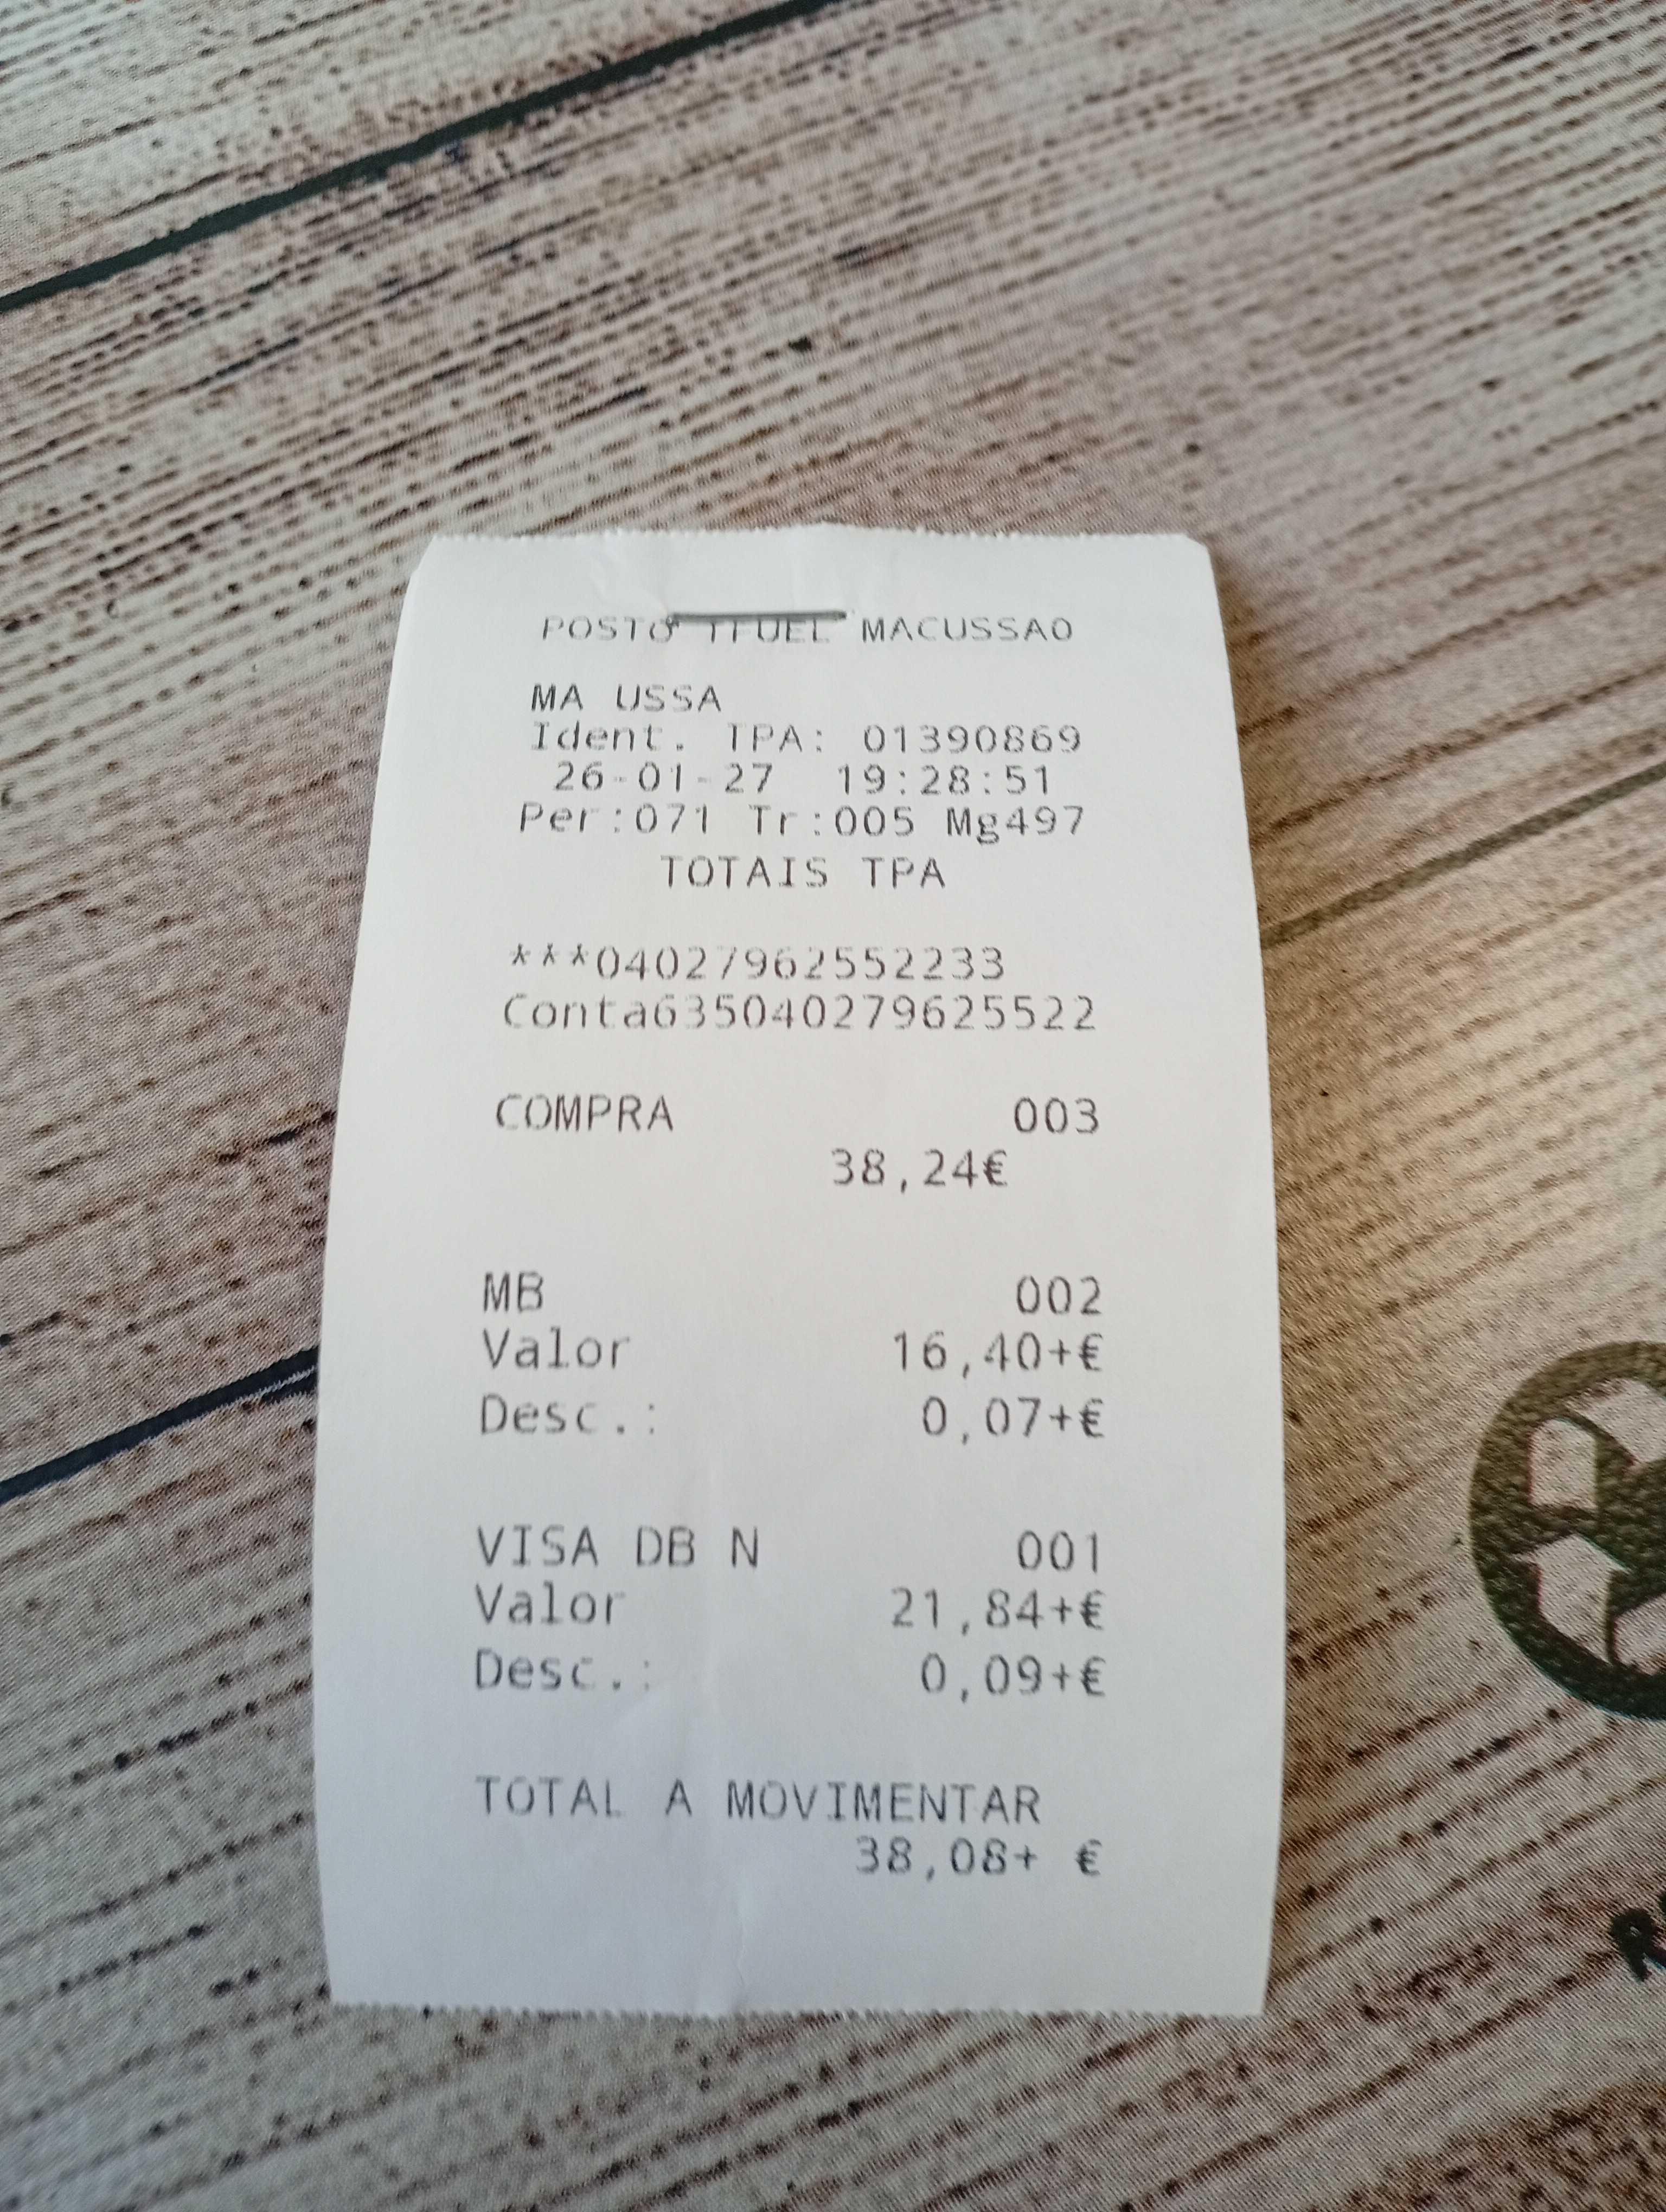 POSTO TFUEL MACUSSAO
MA USSA
Ident. TPA: 01390869
26-01-27 19:28:51
Per:071 Tr:005 Mg497
TOTAIS TPA
***04027962552233
Conta635040279625522
COMPRA 003
38,24€
MB 002
Valor 16,40+€
Desc.: 0,07+€
VISA DB N 001
Valor 21,84+€
Desc.: 0,09+€
TOTAL A MOVIMENTAR
38,08+ €